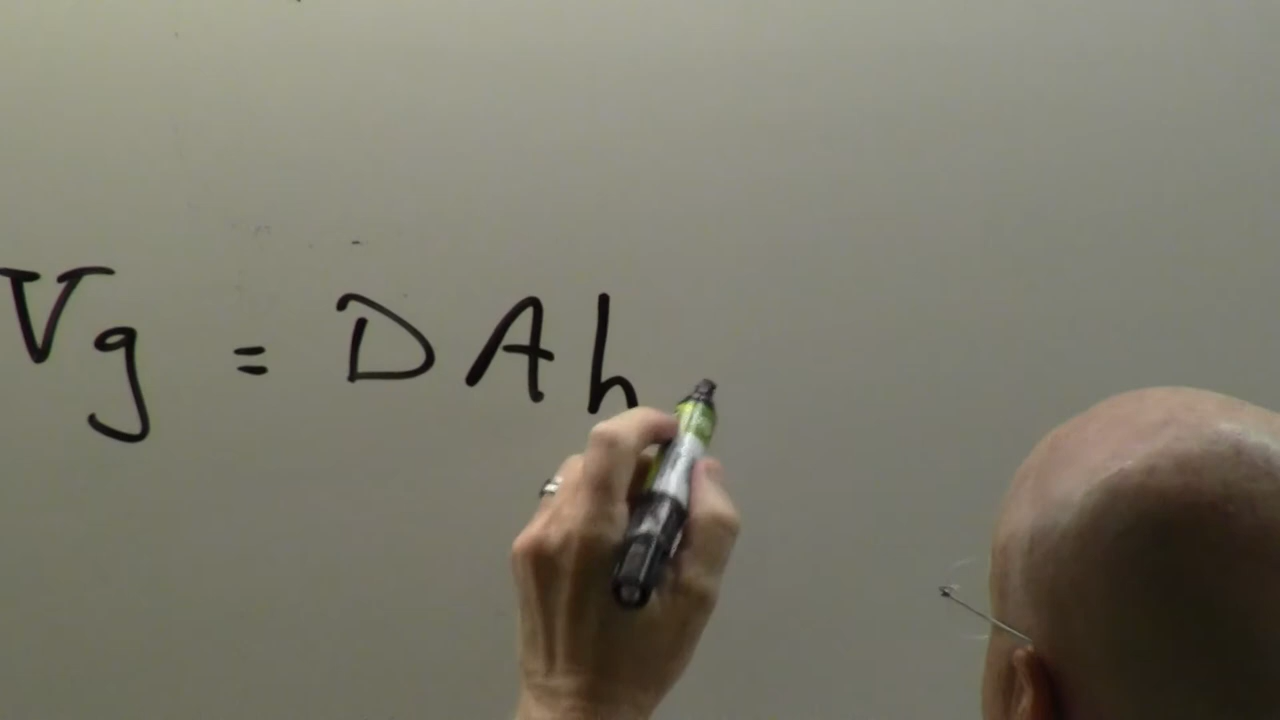 Vg = DAh